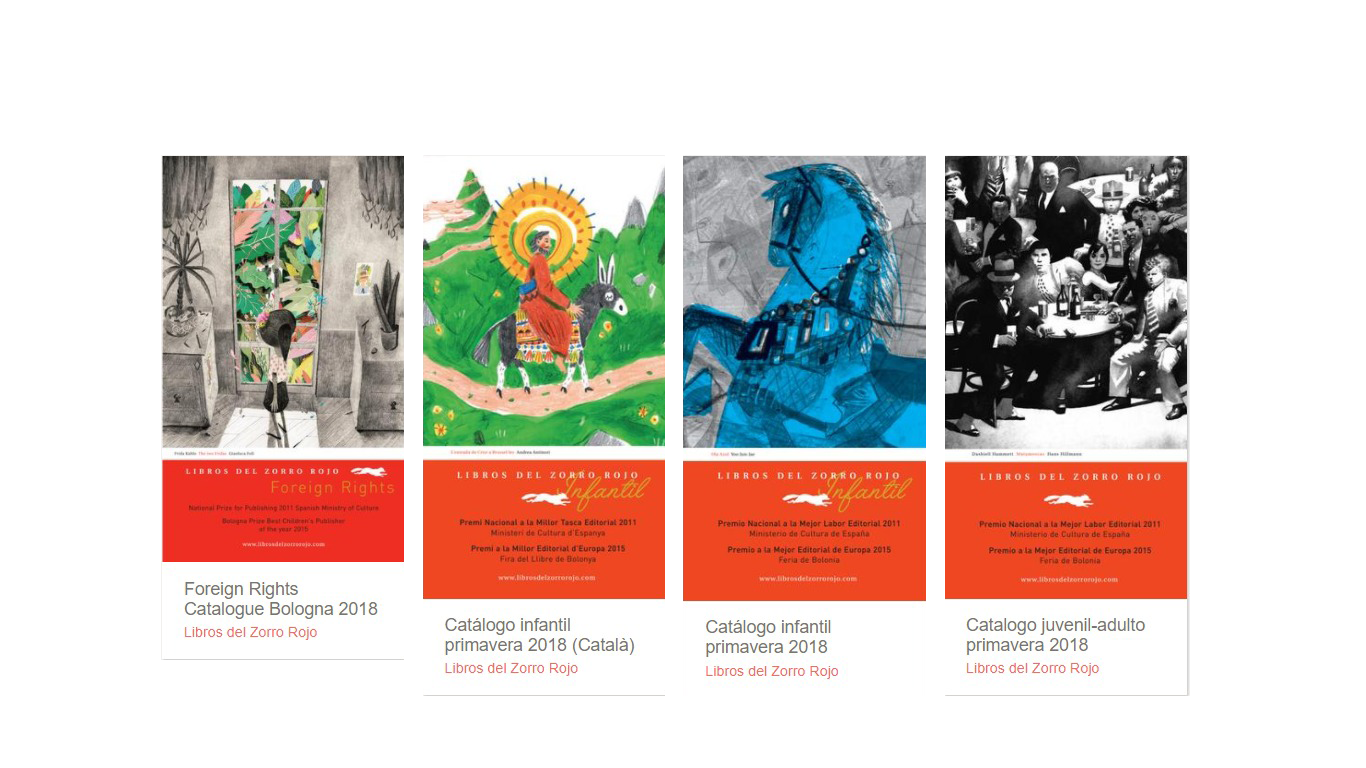 LIBROS DEL ZORRO ROJO
Foreign Rights
National Prize for Publishing 2011 Spanish Ministry of Culture
Bologna Prize Best Children's Publisher
of the year 2015
www.librosdelzorrorojo.com
Foreign Rights
Catalogue Bologna 2018
Libros del Zorro Rojo
LIBROS DEL ZORRO ROJO
Infantil
Premi Nacional a la Millor Tasca Editorial 2011
Ministeri de Cultura d'Espanya
Premi a la Millor Editorial d'Europa 2015
Fira del Llibre de Bolonya
www.librosdelzorrorojo.com
Catálogo infantil
primavera 2018 (Català)
Libros del Zorro Rojo
LIBROS DEL ZORRO ROJO
Infantil
Premio Nacional a la Mejor Labor Editorial 2011
Ministerio de Cultura de España
Premio a la Mejor Editorial de Europa 2015
Feria de Bolonia
www.librosdelzorrorojo.com
Catálogo infantil
primavera 2018
Libros del Zorro Rojo
Dashiell Hammett
LIBROS DEL ZORRO ROJO
Premio Nacional a la Mejor Labor Editorial 2011
Ministerio de Cultura de España
Premio a la Mejor Editorial de Europa 2015
Feria de Bolonia
www.librosdelzorrorojo.com
Catalogo juvenil-adulto
primavera 2018
Libros del Zorro Rojo